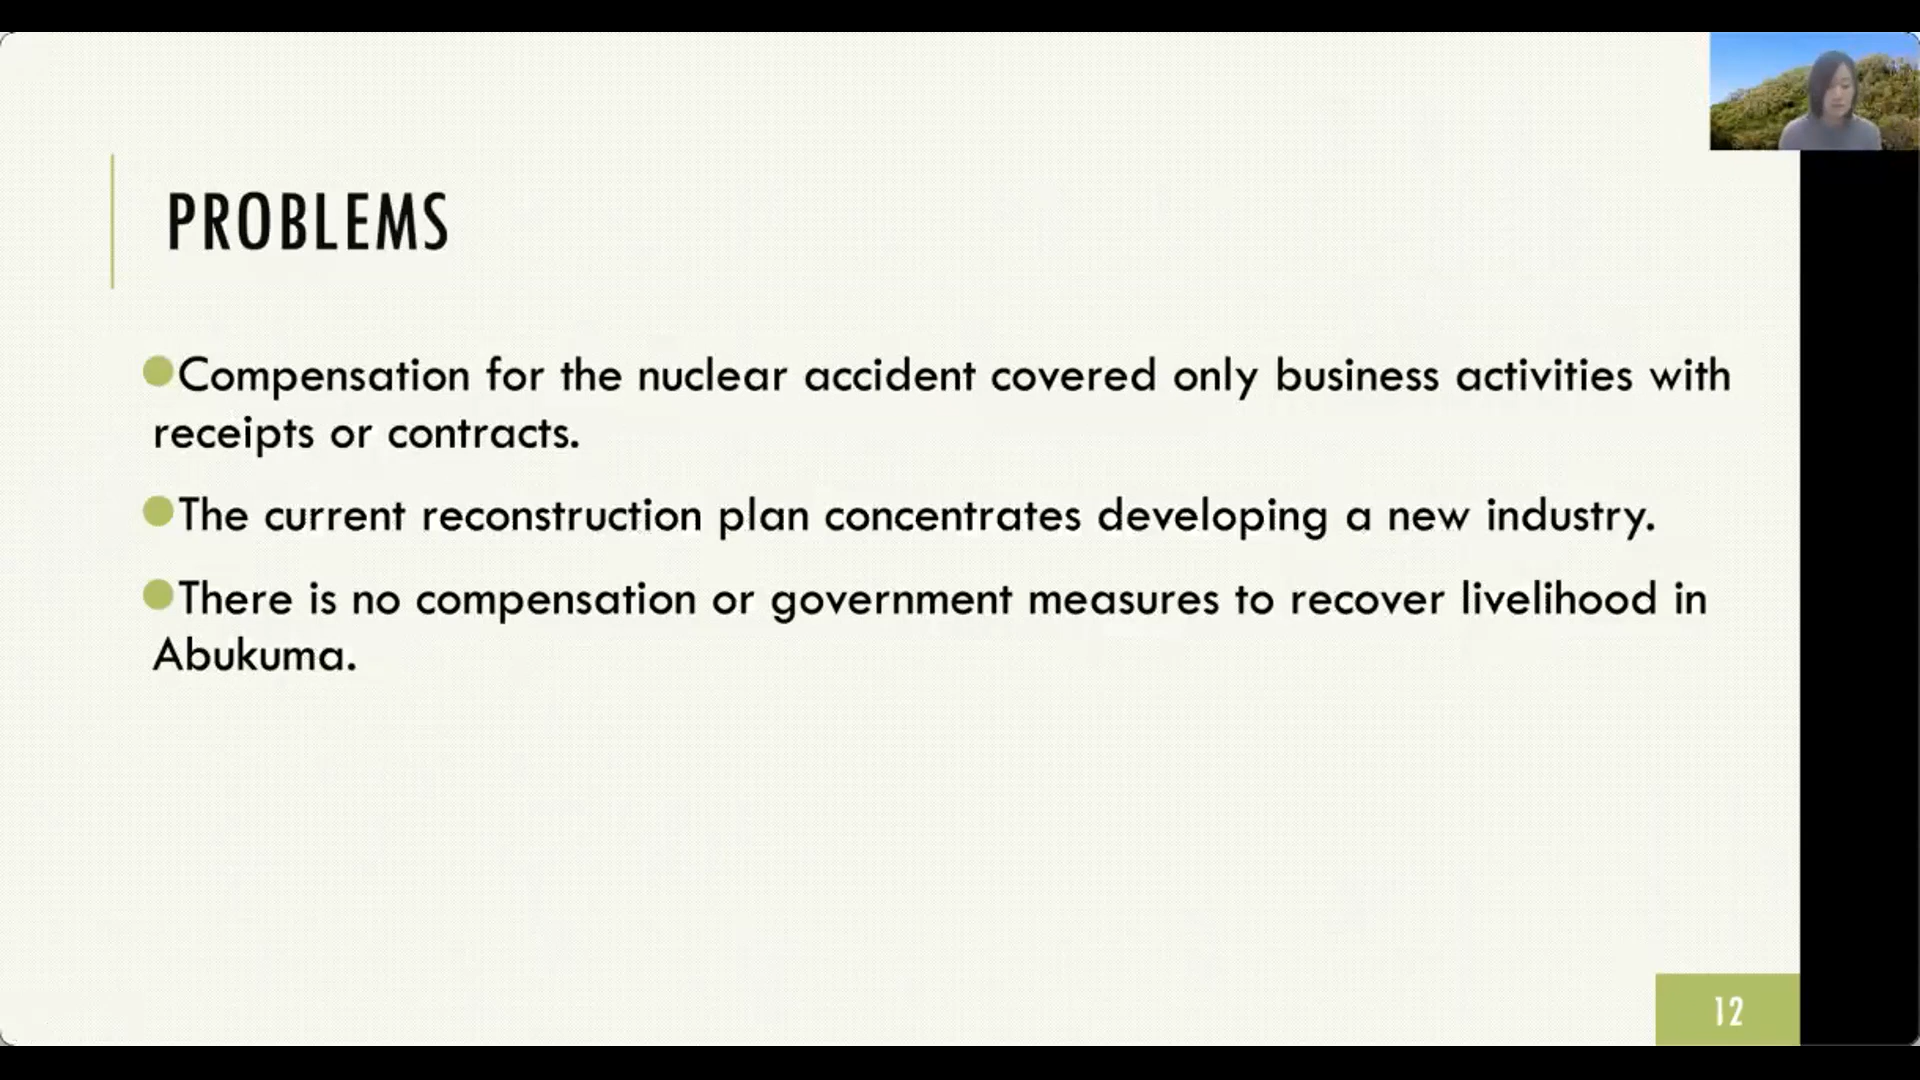 PROBLEMS
Compensation for the nuclear accident covered only business activities with
receipts or contracts.
The current reconstruction plan concentrates developing a new industry.
There is no compensation or government measures to recover livelihood in
Abukuma.
12